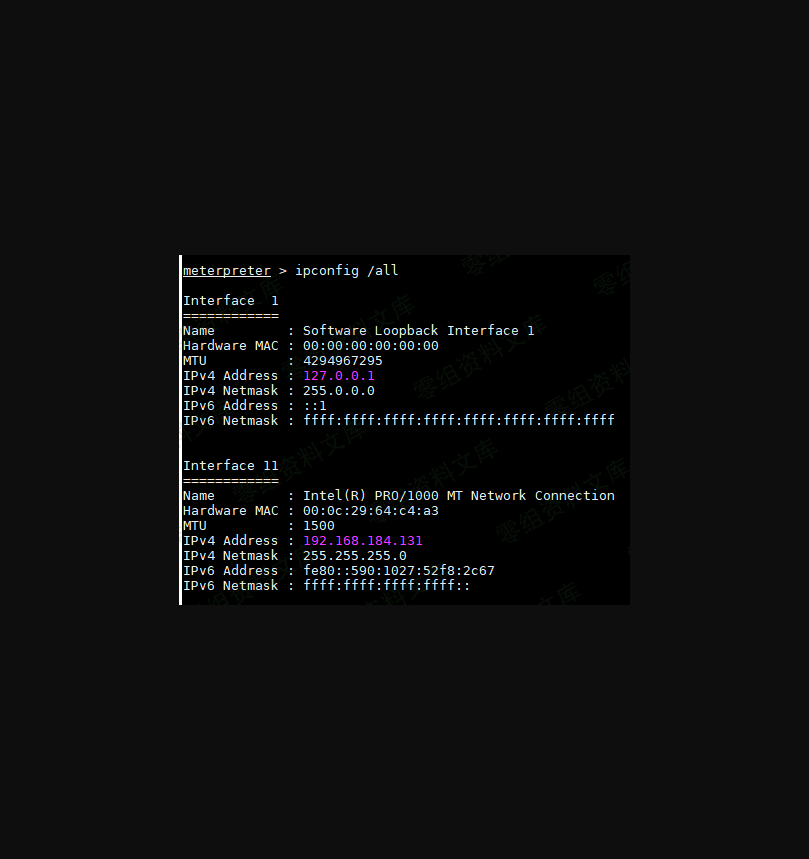 meterpreter > ipconfig /all
Interface  1
============
Name         : Software Loopback Interface 1
Hardware MAC : 00:00:00:00:00:00
MTU          : 4294967295
IPv4 Address : 127.0.0.1
IPv4 Netmask : 255.0.0.0
IPv6 Address : ::1
IPv6 Netmask : ffff:ffff:ffff:ffff:ffff:ffff:ffff:ffff
Interface 11
============
Name         : Intel(R) PRO/1000 MT Network Connection
Hardware MAC : 00:0c:29:64:c4:a3
MTU          : 1500
IPv4 Address : 192.168.184.131
IPv4 Netmask : 255.255.255.0
IPv6 Address : fe80::590:1027:52f8:2c67
IPv6 Netmask : ffff:ffff:ffff:ffff::
零组资料文库